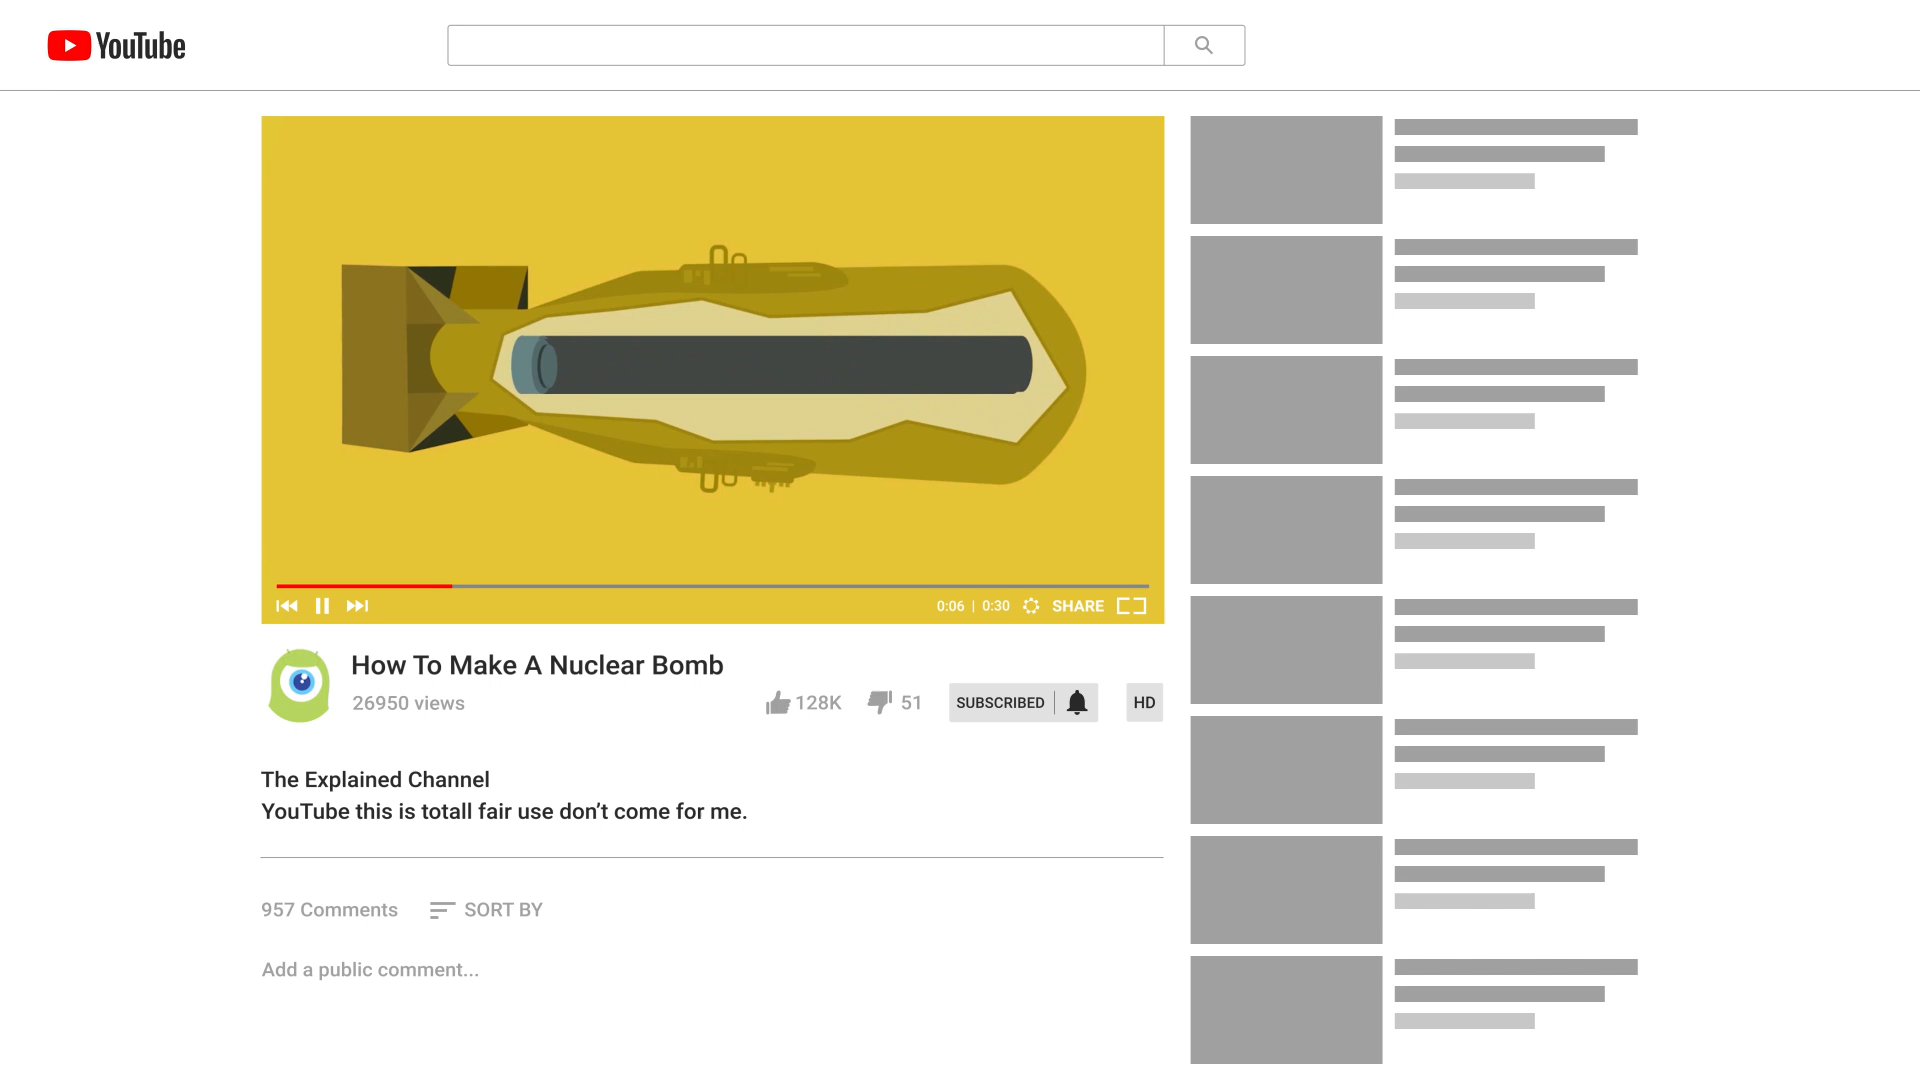 YouTube
0:06 | 0:30 SHARE
How To Make A Nuclear Bomb
26950 views
128K 51 SUBSCRIBED HD
The Explained Channel
YouTube this is totall fair use don’t come for me.
957 Comments SORT BY
Add a public comment...